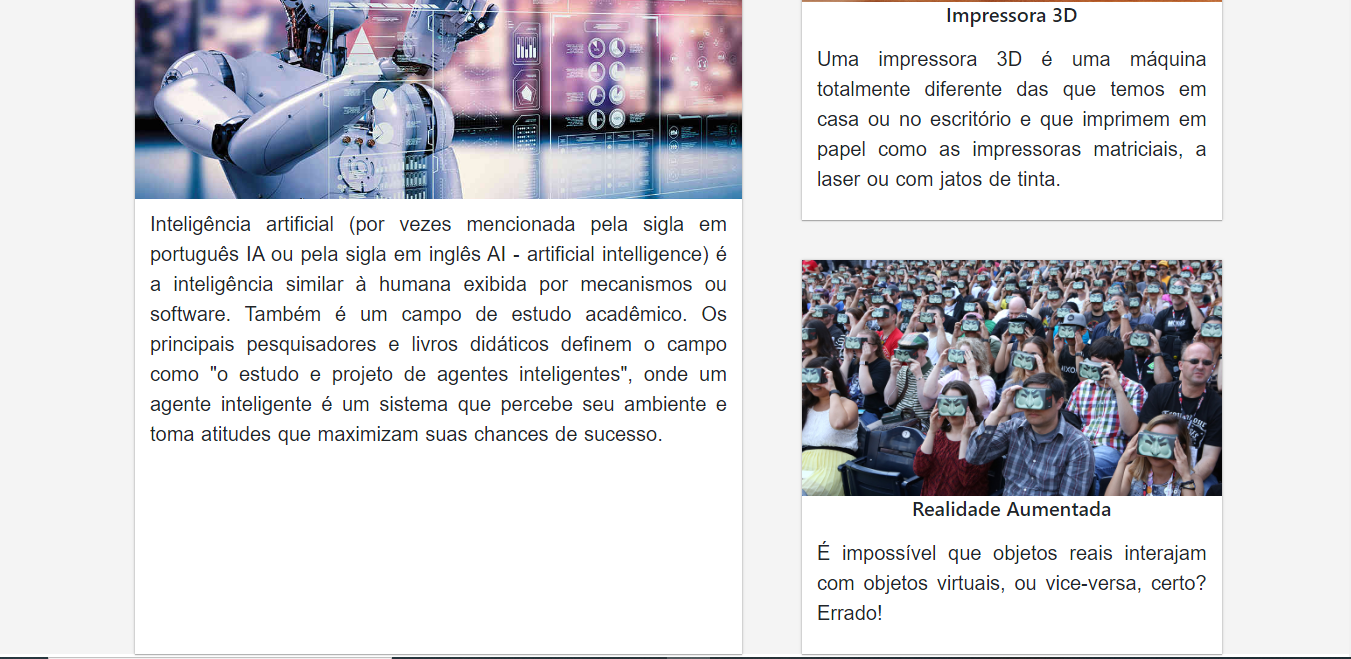 Inteligência artificial (por vezes mencionada pela sigla em
português IA ou pela sigla em inglês AI - artificial intelligence) é
a inteligência similar à humana exibida por mecanismos ou
software. Também é um campo de estudo acadêmico. Os
principais pesquisadores e livros didáticos definem o campo
como "o estudo e projeto de agentes inteligentes", onde um
agente inteligente é um sistema que percebe seu ambiente e
toma atitudes que maximizam suas chances de sucesso.
Impressora 3D
Uma impressora 3D é uma máquina
totalmente diferente das que temos em
casa ou no escritório e que imprimem em
papel como as impressoras matriciais, a
laser ou com jatos de tinta.
Realidade Aumentada
É impossível que objetos reais interajam
com objetos virtuais, ou vice-versa, certo?
Errado!